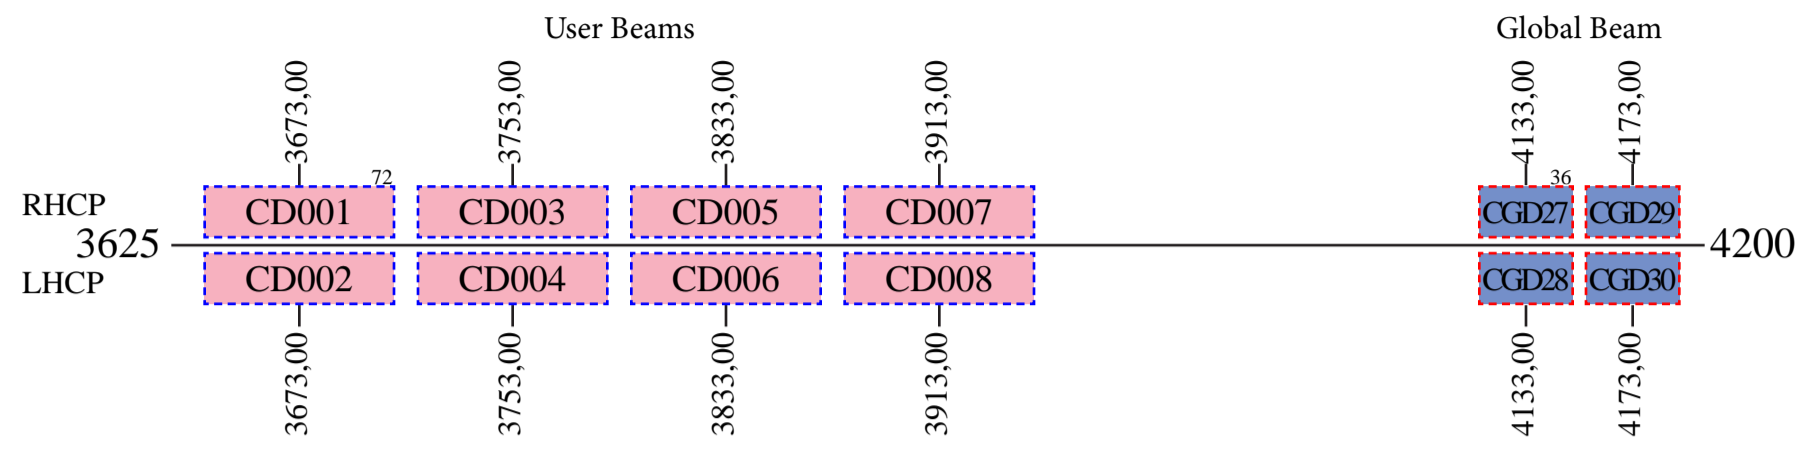 User Beams
Global Beam
3673,00
3753,00
3833,00
3913,00
4133,00
4173,00
72
36
RHCP
CD001
CD003
CD005
CD007
CGD27
CGD29
3625
4200
LHCP
CD002
CD004
CD006
CD008
CGD28
CGD30
3673,00
3753,00
3833,00
3913,00
4133,00
4173,00